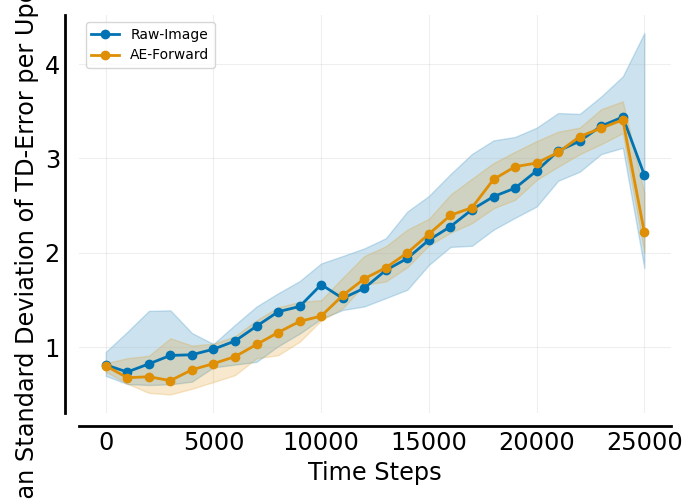 Raw-Image
AE-Forward
an Standard Deviation of TD-Error per Upd
4
3
2
1
0
5000
10000
15000
20000
25000
Time Steps